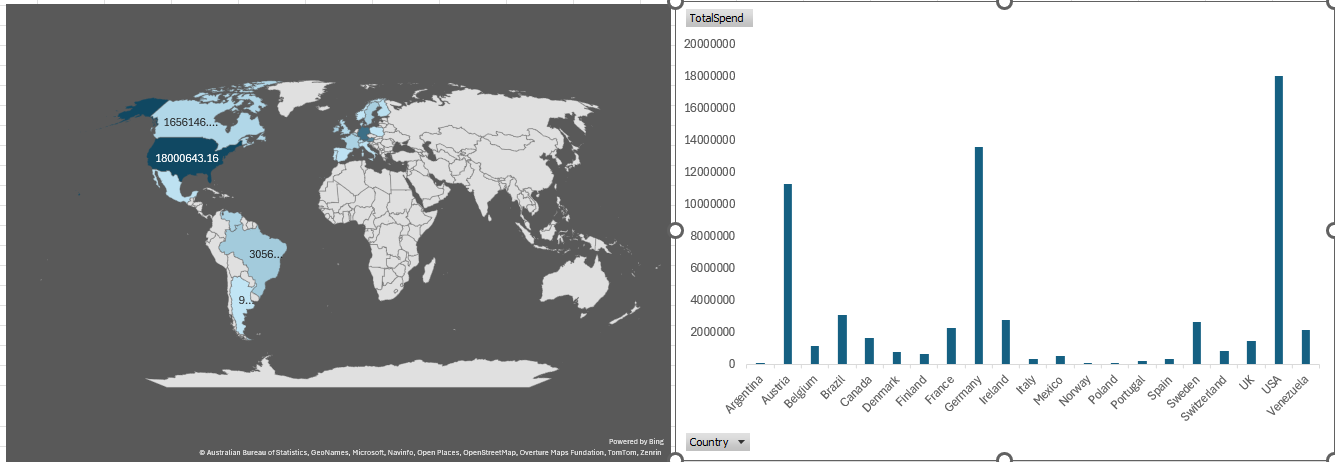 1656146....
18000643.16
3056...
9...
Powered by Bing
© Australian Bureau of Statistics, GeoNames, Microsoft, Navinfo, Open Places, OpenStreetMap, Overture Maps Fundation, TomTom, Zenrin
TotalSpend
20000000
18000000
16000000
14000000
12000000
10000000
8000000
6000000
4000000
2000000
0
Argentina
Austria
Belgium
Brazil
Canada
Denmark
Finland
France
Germany
Ireland
Italy
Mexico
Norway
Poland
Portugal
Spain
Sweden
Switzerland
UK
USA
Venezuela
Country